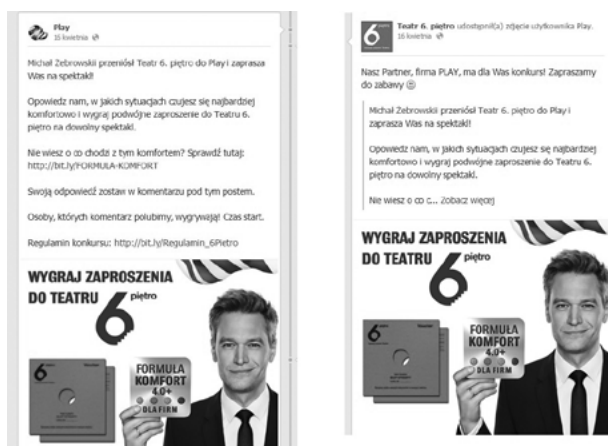 Play
16 kwietnia
Michał Żebrowski przeniósł Teatr 6. piętro do Play i zaprasza
Was na spektakl!
Opowiedz nam, w jakich sytuacjach czujesz się najbardziej
komfortowo i wygraj podwójne zaproszenie do Teatru 6.
piętro na dowolny spektakl.
Nie wiesz o co chodzi z tym komfortem? Sprawdź tutaj:
http://bit.ly/FORMULA-KOMFORT
Swoją odpowiedź zostaw w komentarzu pod tym postem.
Osoby, których komentarz polubimy, wygrywają! Czas start.
Regulamin konkursu: http://bit.ly/Regulamin_6Pietro
WYGRAJ ZAPROSZENIA
DO TEATRU 6 piętro
6
FORMUŁA
KOMFORT
4.0+
DLA FIRM
Teatr 6. piętro udostępnił(a) zdjęcie użytkownika Play.
16 kwietnia
6
Nasz Partner, firma PLAY, ma dla Was konkurs! Zapraszamy
do zabawy
Michał Żebrowski przeniósł Teatr 6. piętro do Play i
zaprasza Was na spektakl!
Opowiedz nam, w jakich sytuacjach czujesz się najbardziej
komfortowo i wygraj podwójne zaproszenie do Teatru 6.
piętro na dowolny spektakl.
Nie wiesz o co c... Zobacz więcej
WYGRAJ ZAPROSZENIA
DO TEATRU 6 piętro
6
FORMUŁA
KOMFORT
4.0+
DLA FIRM